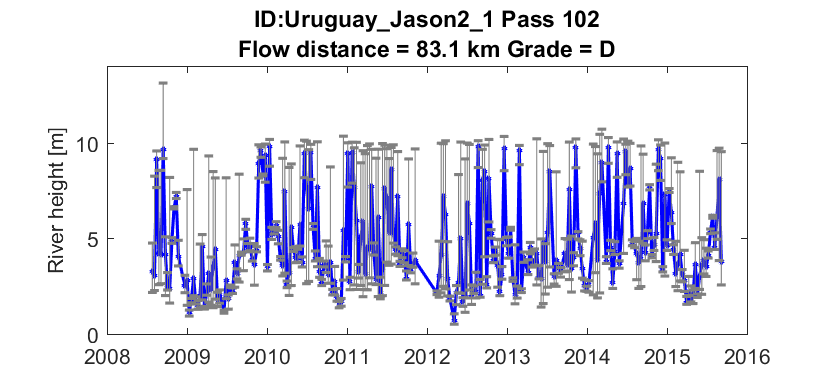 ID:Uruguay_Jason2_1 Pass 102
Flow distance = 83.1 km Grade = D
River height [m]
10
5
0
2008 2009 2010 2011 2012 2013 2014 2015 2016